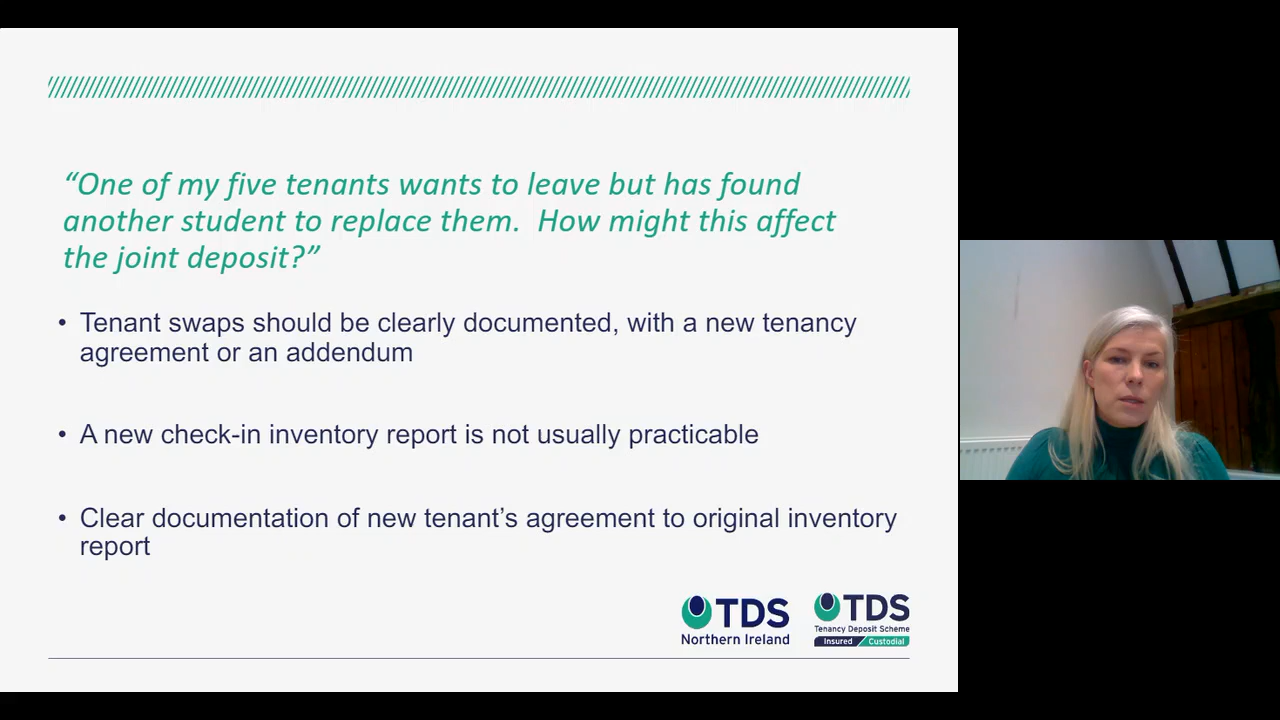 “One of my five tenants wants to leave but has found
another student to replace them.  How might this affect
the joint deposit?”
• Tenant swaps should be clearly documented, with a new tenancy
agreement or an addendum
• A new check-in inventory report is not usually practicable
• Clear documentation of new tenant’s agreement to original inventory
report
TDS
Northern Ireland
TDS
Tenancy Deposit Scheme
Insured Custodial